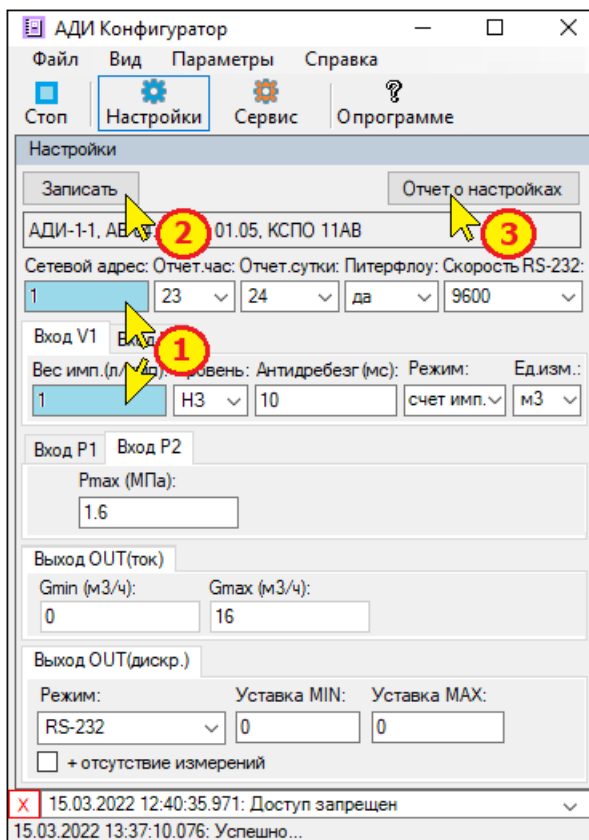 АДИ Конфигуратор
Файл Вид Параметры Справка
Стоп Настройки Сервис Опрограмме
Настройки
Записать Отчет о настройках
2 3
АДИ-1-1, 01.05, КСПО 11АВ
Сетевой адрес: Отчет.час: Отчет.сутки: Питерфлоу: Скорость RS-232:
1 23 24 да 9600
Вход V1
1
Вес имп. Антидребезг (мс): Режим: Ед.изм.:
1 НЗ 10 счет имп. м3
Вход P1 Вход P2
Pmax (МПа):
1.6
Выход OUT(ток)
Gmin (м3/ч): Gmax (м3/ч):
0 16
Выход OUT(дискр.)
Режим: Уставка MIN: Уставка MAX:
RS-232 0 0
+ отсутствие измерений
X 15.03.2022 12:40:35.971: Доступ запрещен
15.03.2022 13:37:10.076: Успешно...